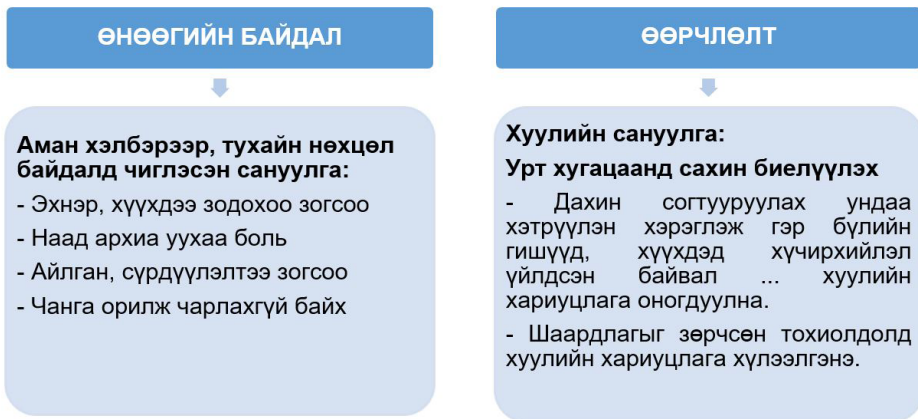 ӨНӨӨГИЙН БАЙДАЛ
Аман хэлбэрээр, тухайн нөхцөл
байдалд чиглэсэн сануулга:
- Эхнэр, хүүхдээ зодохоо зогсоо
- Наад архиа уухаа боль
- Айлган, сүрдүүлэлтээ зогсоо
- Чанга орилж чарлахгүй байх
ӨӨРЧЛӨЛТ
Хуулийн сануулга:
Урт хугацаанд сахин биелүүлэх
- Дахин согтууруулах ундаа
хэтрүүлэн хэрэглэж гэр бүлийн
гишүүд, хүүхдэд хүчирхийлэл
үйлдсэн байвал ... хуулийн
хариуцлага оногдуулна.
- Шаардлагыг зөрчсөн тохиолдолд
хуулийн хариуцлага хүлээлгэнэ.